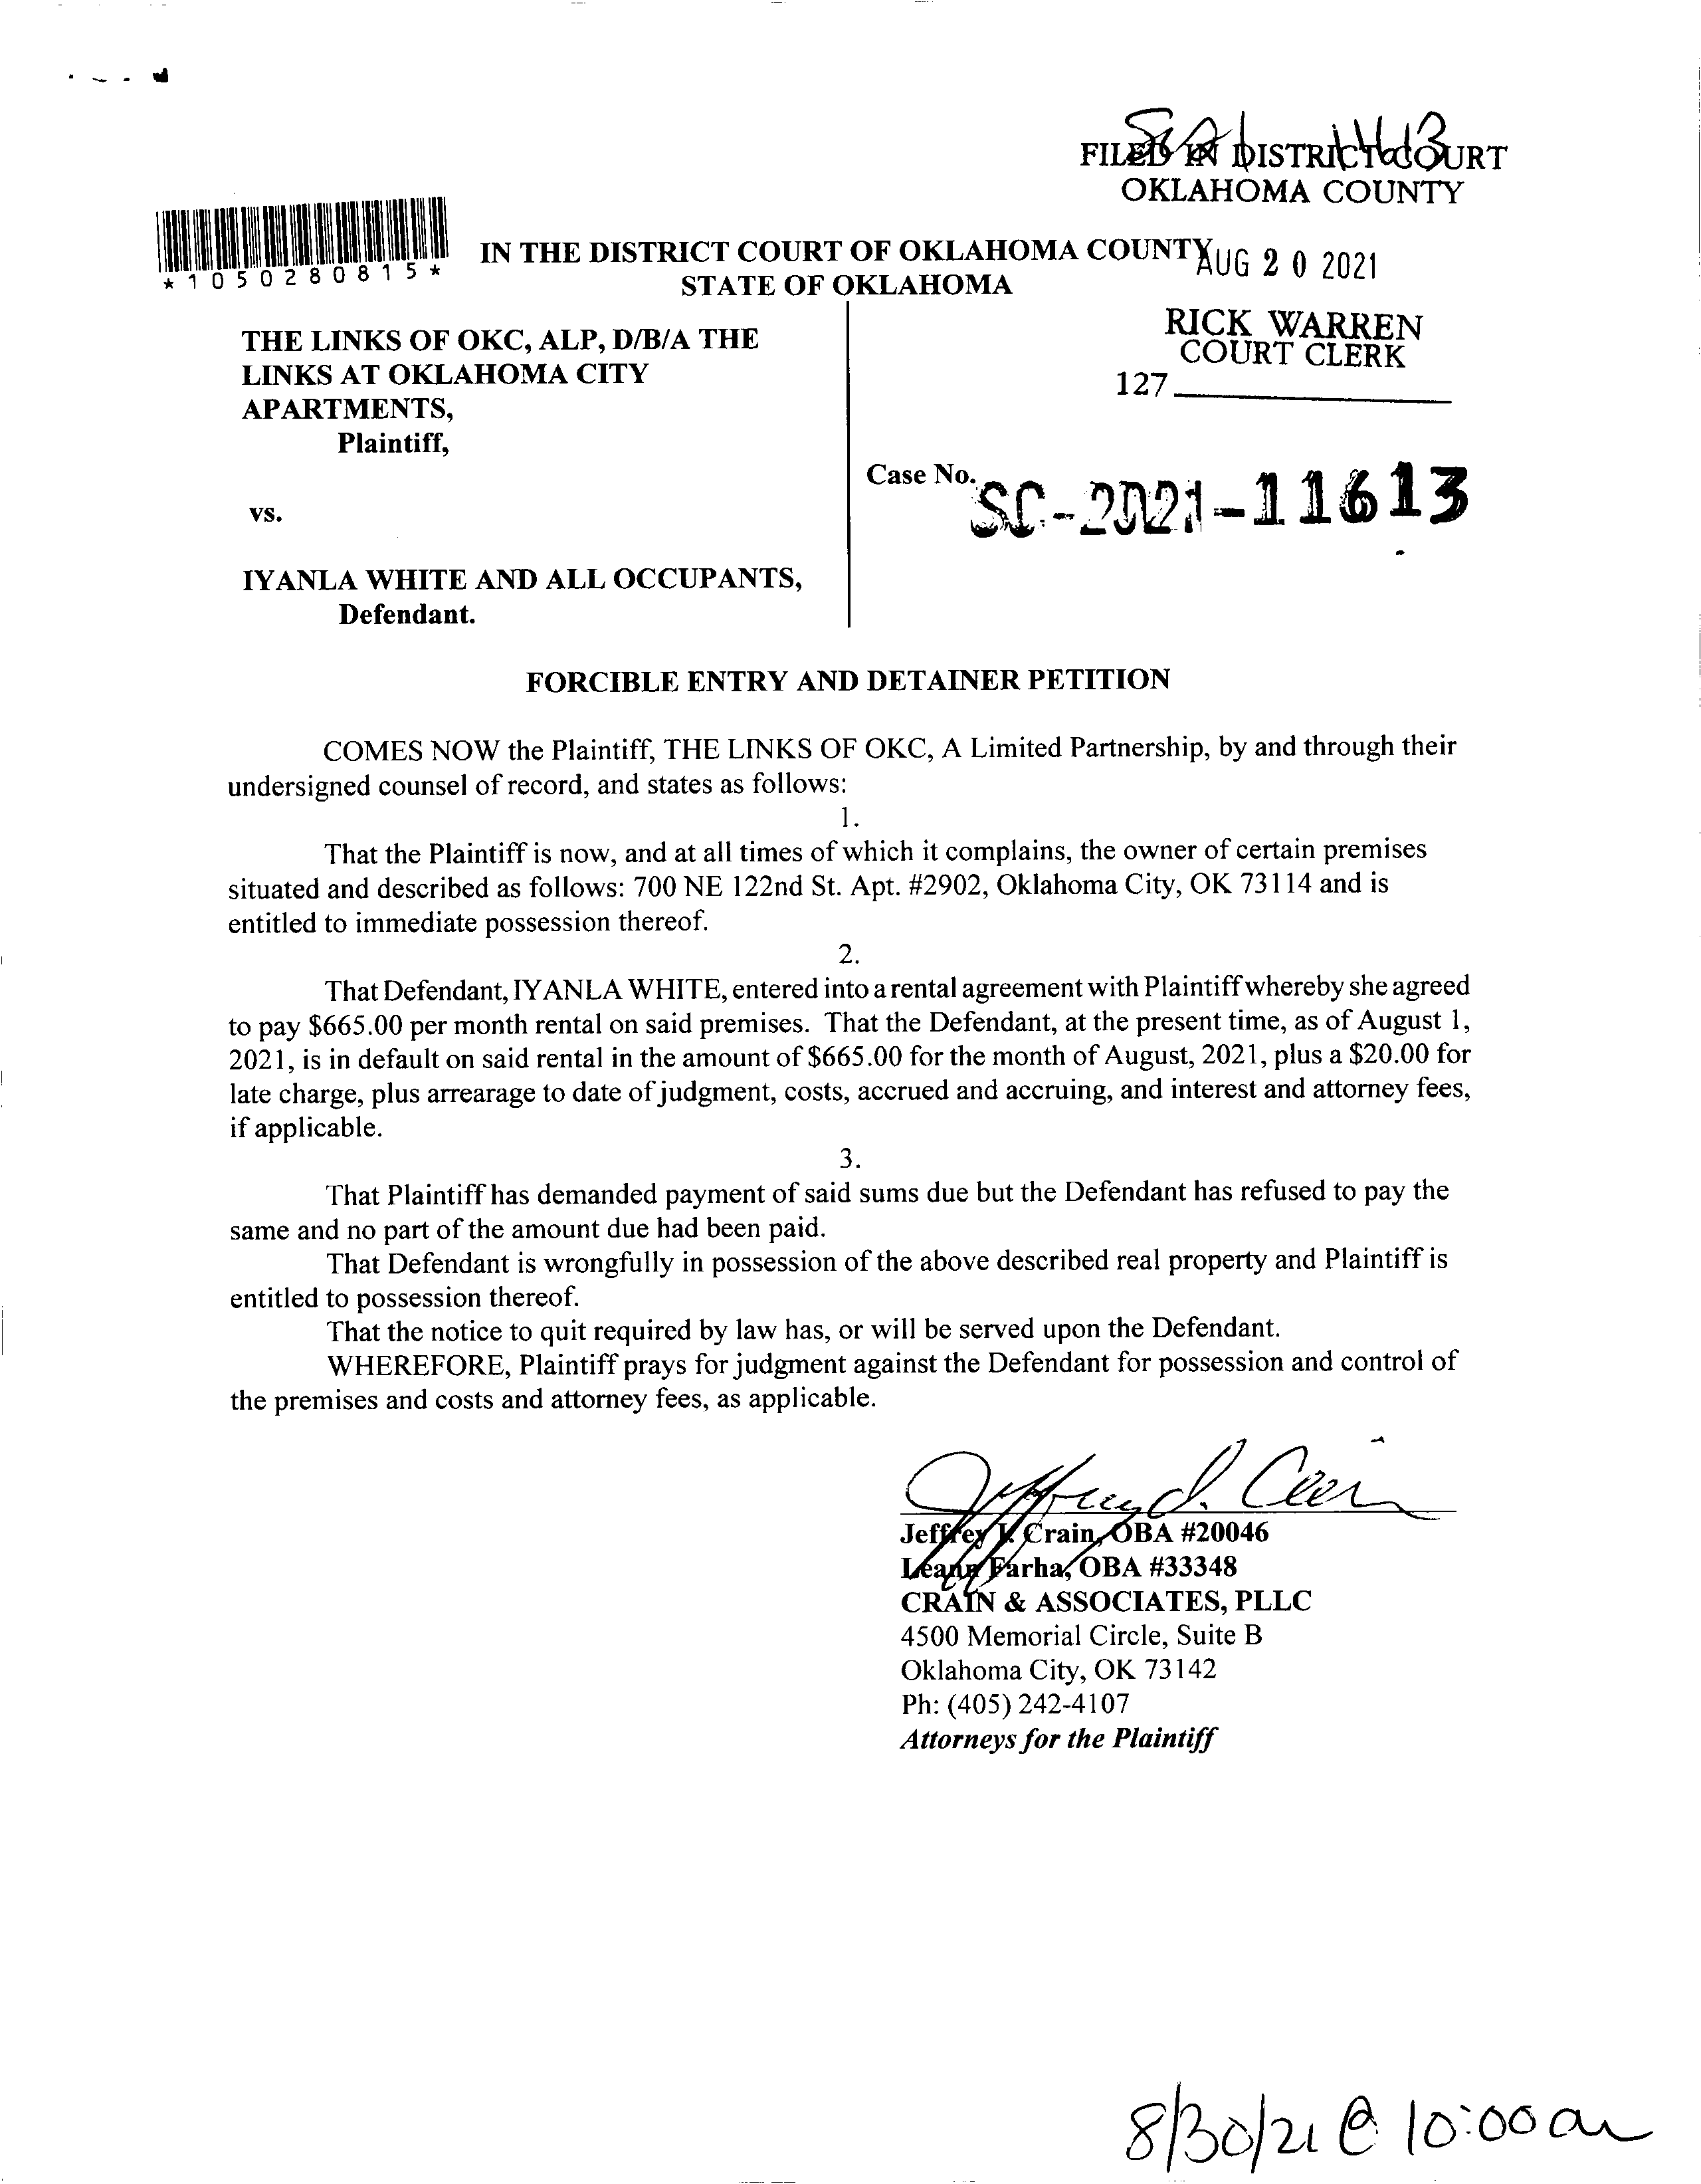 FILED IN DISTRICT COURT
OKLAHOMA COUNTY
*1050280815*
IN THE DISTRICT COURT OF OKLAHOMA COUNTY
AUG 20 2021
STATE OF OKLAHOMA
THE LINKS OF OKC, ALP, D/B/A THE
LINKS AT OKLAHOMA CITY
APARTMENTS,
Plaintiff,
RICK WARREN
COURT CLERK
127
Case No.
SC-2021-11613
vs.
IYANLA WHITE AND ALL OCCUPANTS,
Defendant.
FORCIBLE ENTRY AND DETAINER PETITION
COMES NOW the Plaintiff, THE LINKS OF OKC, A Limited Partnership, by and through their
undersigned counsel of record, and states as follows:
1.
That the Plaintiff is now, and at all times of which it complains, the owner of certain premises
situated and described as follows: 700 NE 122nd St. Apt. #2902, Oklahoma City, OK 73114 and is
entitled to immediate possession thereof.
2.
That Defendant, IYANLA WHITE, entered into a rental agreement with Plaintiff whereby she agreed
to pay $665.00 per month rental on said premises. That the Defendant, at the present time, as of August 1,
2021, is in default on said rental in the amount of $665.00 for the month of August, 2021, plus a $20.00 for
late charge, plus arrearage to date of judgment, costs, accrued and accruing, and interest and attorney fees,
if applicable.
3.
That Plaintiff has demanded payment of said sums due but the Defendant has refused to pay the
same and no part of the amount due had been paid.
That Defendant is wrongfully in possession of the above described real property and Plaintiff is
entitled to possession thereof.
That the notice to quit required by law has, or will be served upon the Defendant.
WHEREFORE, Plaintiff prays for judgment against the Defendant for possession and control of
the premises and costs and attorney fees, as applicable.
Jeffrey J. Crain, OBA #20046
Leann Farha, OBA #33348
CRAIN & ASSOCIATES, PLLC
4500 Memorial Circle, Suite B
Oklahoma City, OK 73142
Ph: (405) 242-4107
Attorneys for the Plaintiff
8/30/21 @ 10:00 am